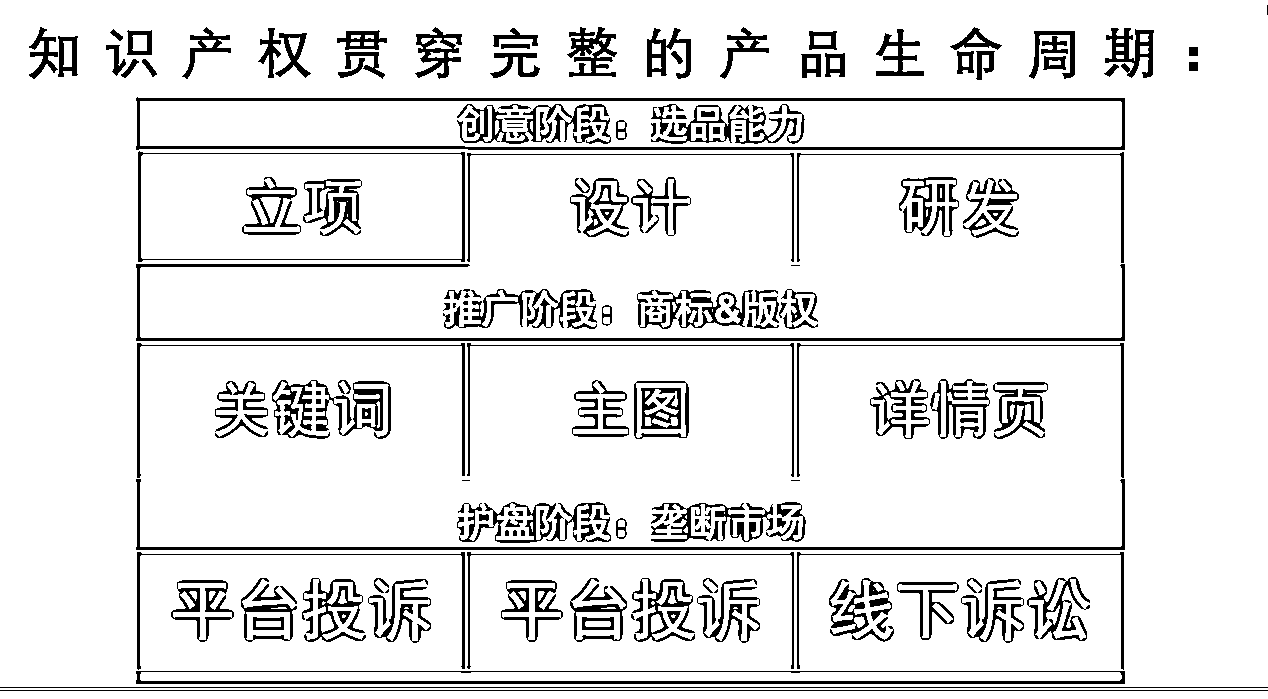 知识产权贯穿完整的产品生命周期：
创意阶段：选品能力
立项 设计 研发
推广阶段：商标&版权
关键词 主图 详情页
护盘阶段：垄断市场
平台投诉 平台投诉 线下诉讼